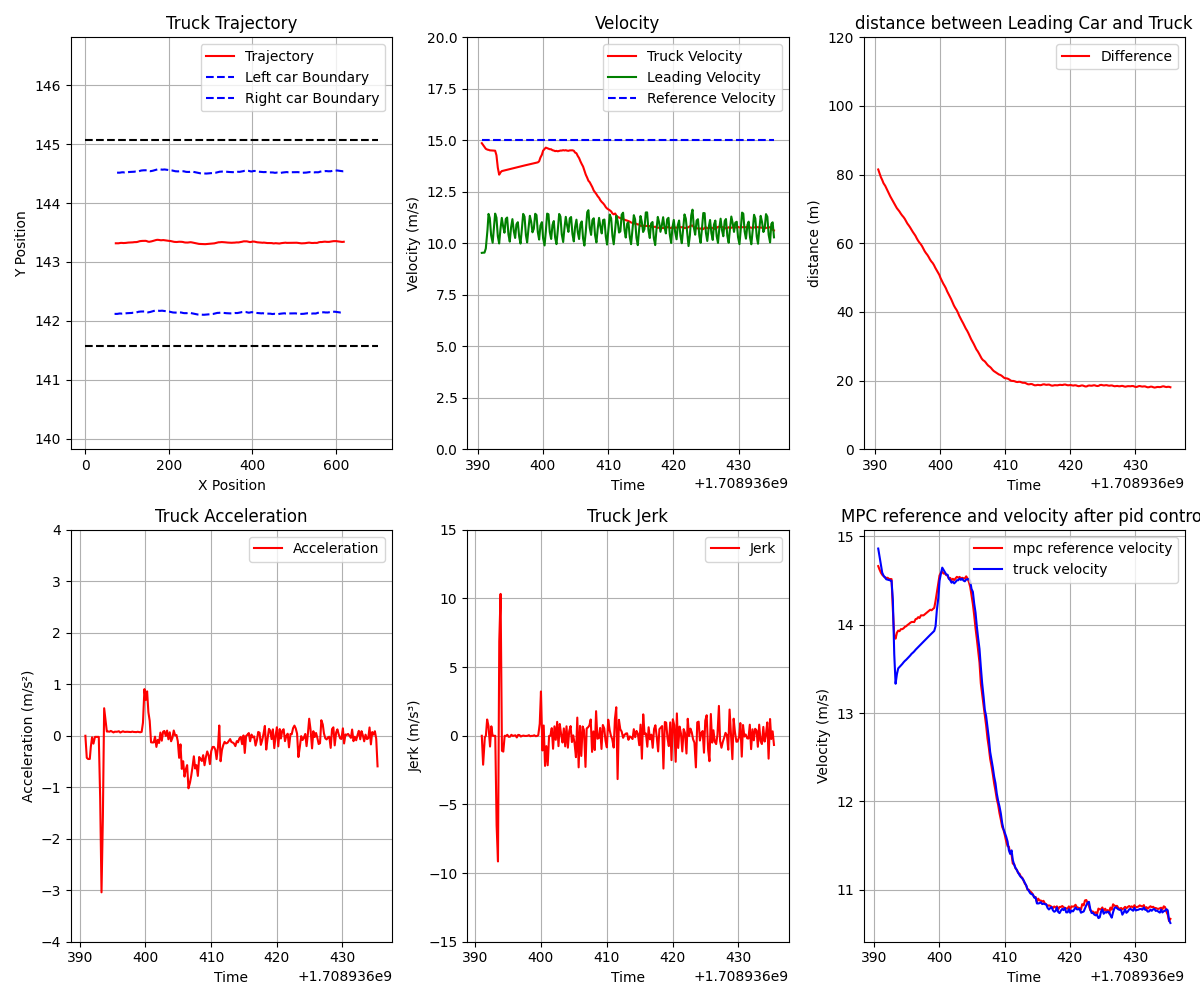 Truck Trajectory
Trajectory
Left car Boundary
Right car Boundary
146
145
144
143
142
141
140
Y Position
0 200 400 600
X Position
Velocity
Truck Velocity
Leading Velocity
Reference Velocity
20.0
17.5
15.0
12.5
10.0
7.5
5.0
2.5
0.0
Velocity (m/s)
390 400 410 420 430
Time
+1.708936e9
distance between Leading Car and Truck
Difference
120
100
80
60
40
20
0
distance (m)
390 400 410 420 430
Time
+1.708936e9
Truck Acceleration
Acceleration
4
3
2
1
0
−1
−2
−3
−4
Acceleration (m/s²)
390 400 410 420 430
Time
+1.708936e9
Truck Jerk
Jerk
15
10
5
0
−5
−10
−15
Jerk (m/s³)
390 400 410 420 430
Time
+1.708936e9
MPC reference and velocity after pid contro
mpc reference velocity
truck velocity
15
14
13
12
11
Velocity (m/s)
390 400 410 420 430
Time
+1.708936e9